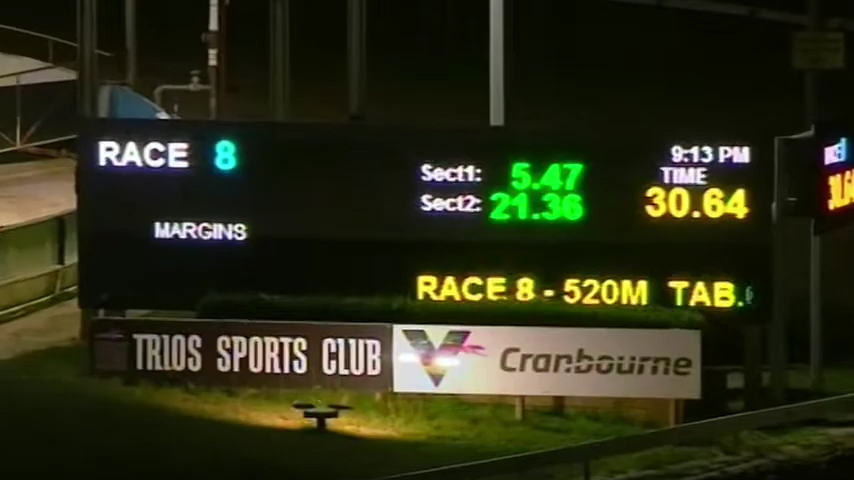 RACE 8
9:13 PM
Sect1: 5.47
TIME
Sect2: 21.36
30.64
MARGINS
RACE 8 - 520M TAB.
TRIOS SPORTS CLUB
Cranbourne